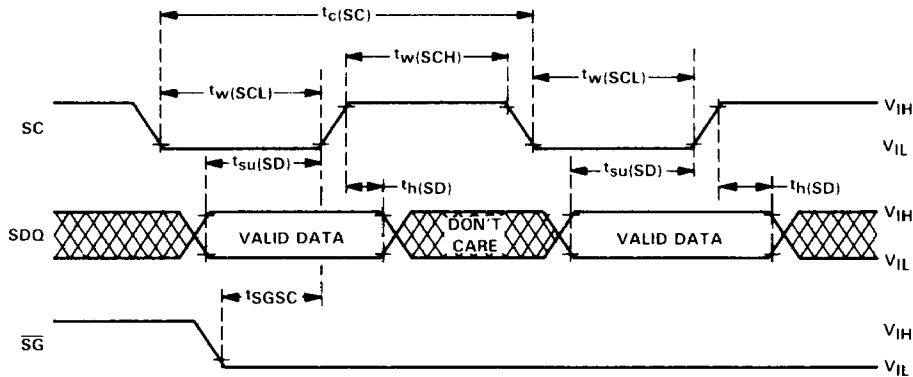 tc(SC)
tw(SCH)
tw(SCL)
tw(SCL)
SC
VIH
VIL
tsu(SD)
th(SD)
tsu(SD)
th(SD)
SDQ
VALID DATA
DON'T
CARE
VALID DATA
VIH
VIL
tSGSC
SG
VIH
VIL